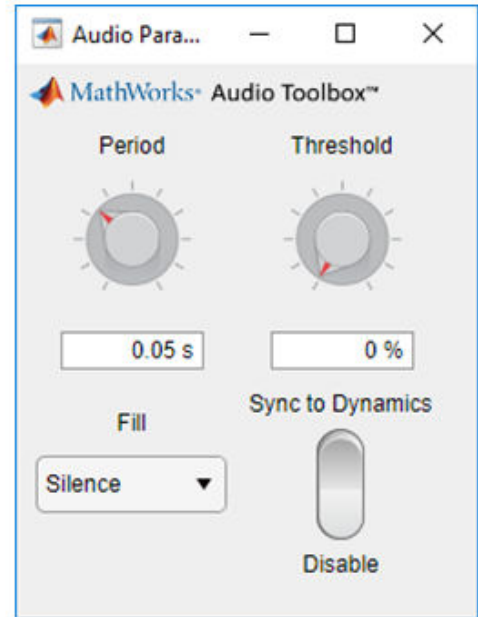 Audio Para...
MathWorks® Audio Toolbox™
Period
Threshold
0.05 s
0 %
Fill
Sync to Dynamics
Silence
Disable